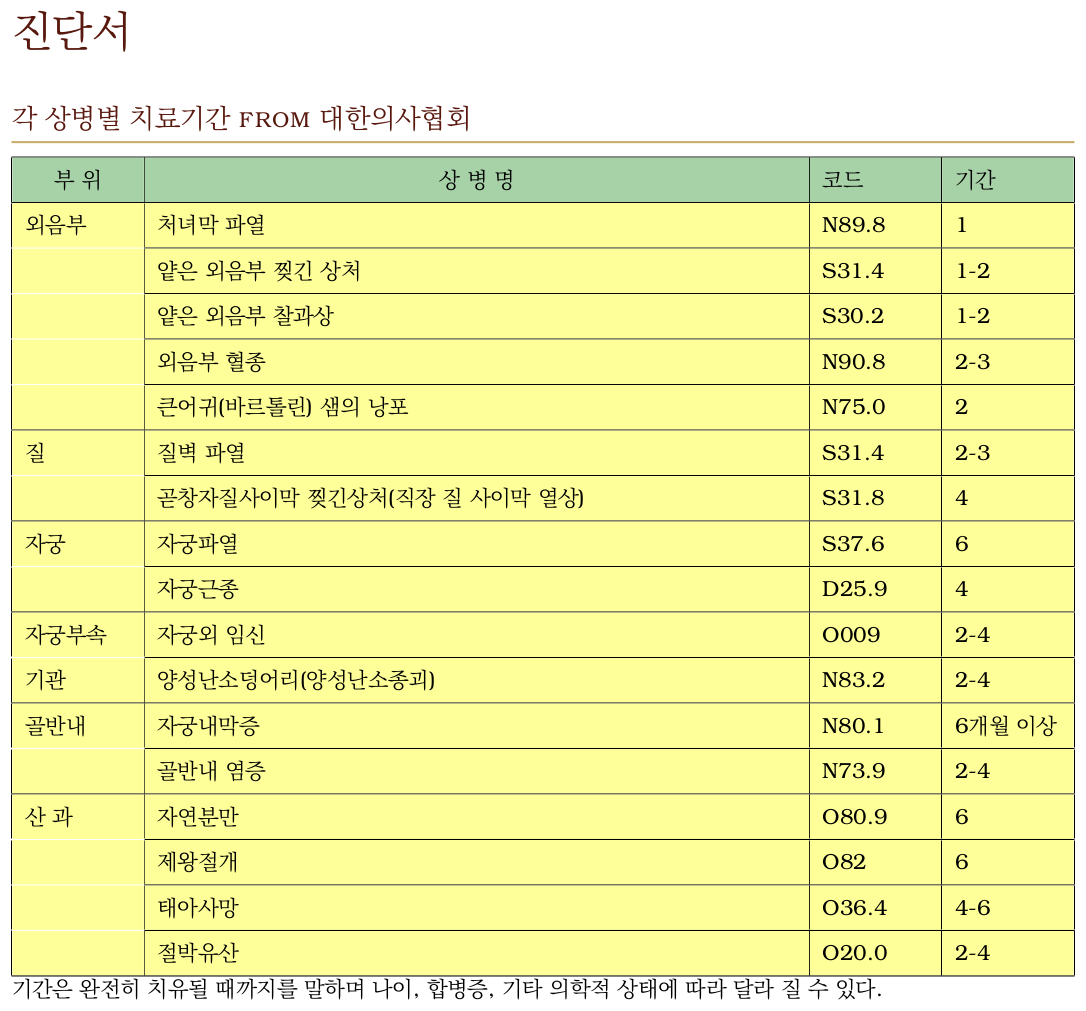 진단서
각 상병별 치료기간 FROM 대한의사협회
부 위 상 병 명 코드 기간
외음부 처녀막 파열 N89.8 1
얕은 외음부 찢긴 상처 S31.4 1-2
얕은 외음부 찰과상 S30.2 1-2
외음부 혈종 N90.8 2-3
큰어귀(바르톨린) 샘의 낭포 N75.0 2
질 질벽 파열 S31.4 2-3
곧창자질사이막 찢긴상처(직장 질 사이막 열상) S31.8 4
자궁 자궁파열 S37.6 6
자궁근종 D25.9 4
자궁부속 자궁외 임신 O009 2-4
기관 양성난소덩어리(양성난소종괴) N83.2 2-4
골반내 자궁내막증 N80.1 6개월 이상
골반내 염증 N73.9 2-4
산 과 자연분만 O80.9 6
제왕절개 O82 6
태아사망 O36.4 4-6
절박유산 O20.0 2-4
기간은 완전히 치유될 때까지를 말하며 나이, 합병증, 기타 의학적 상태에 따라 달라 질 수 있다.